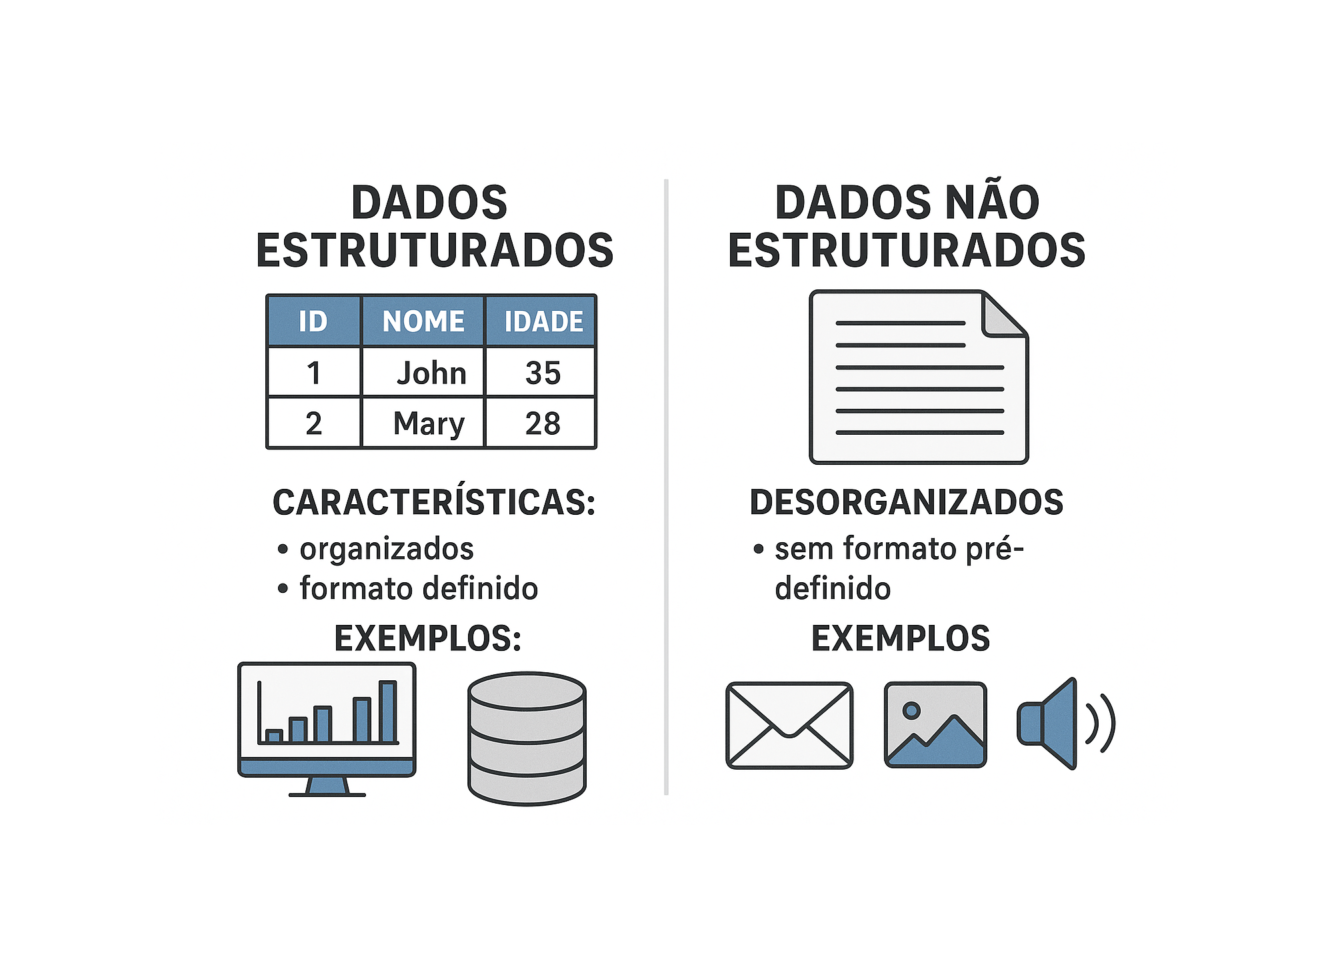 DADOS
ESTRUTURADOS
ID NOME IDADE
1 John 35
2 Mary 28
CARACTERÍSTICAS:
• organizados
• formato definido
EXEMPLOS:
DADOS NÃO
ESTRUTURADOS
DESORGANIZADOS
• sem formato pré-
definido
EXEMPLOS